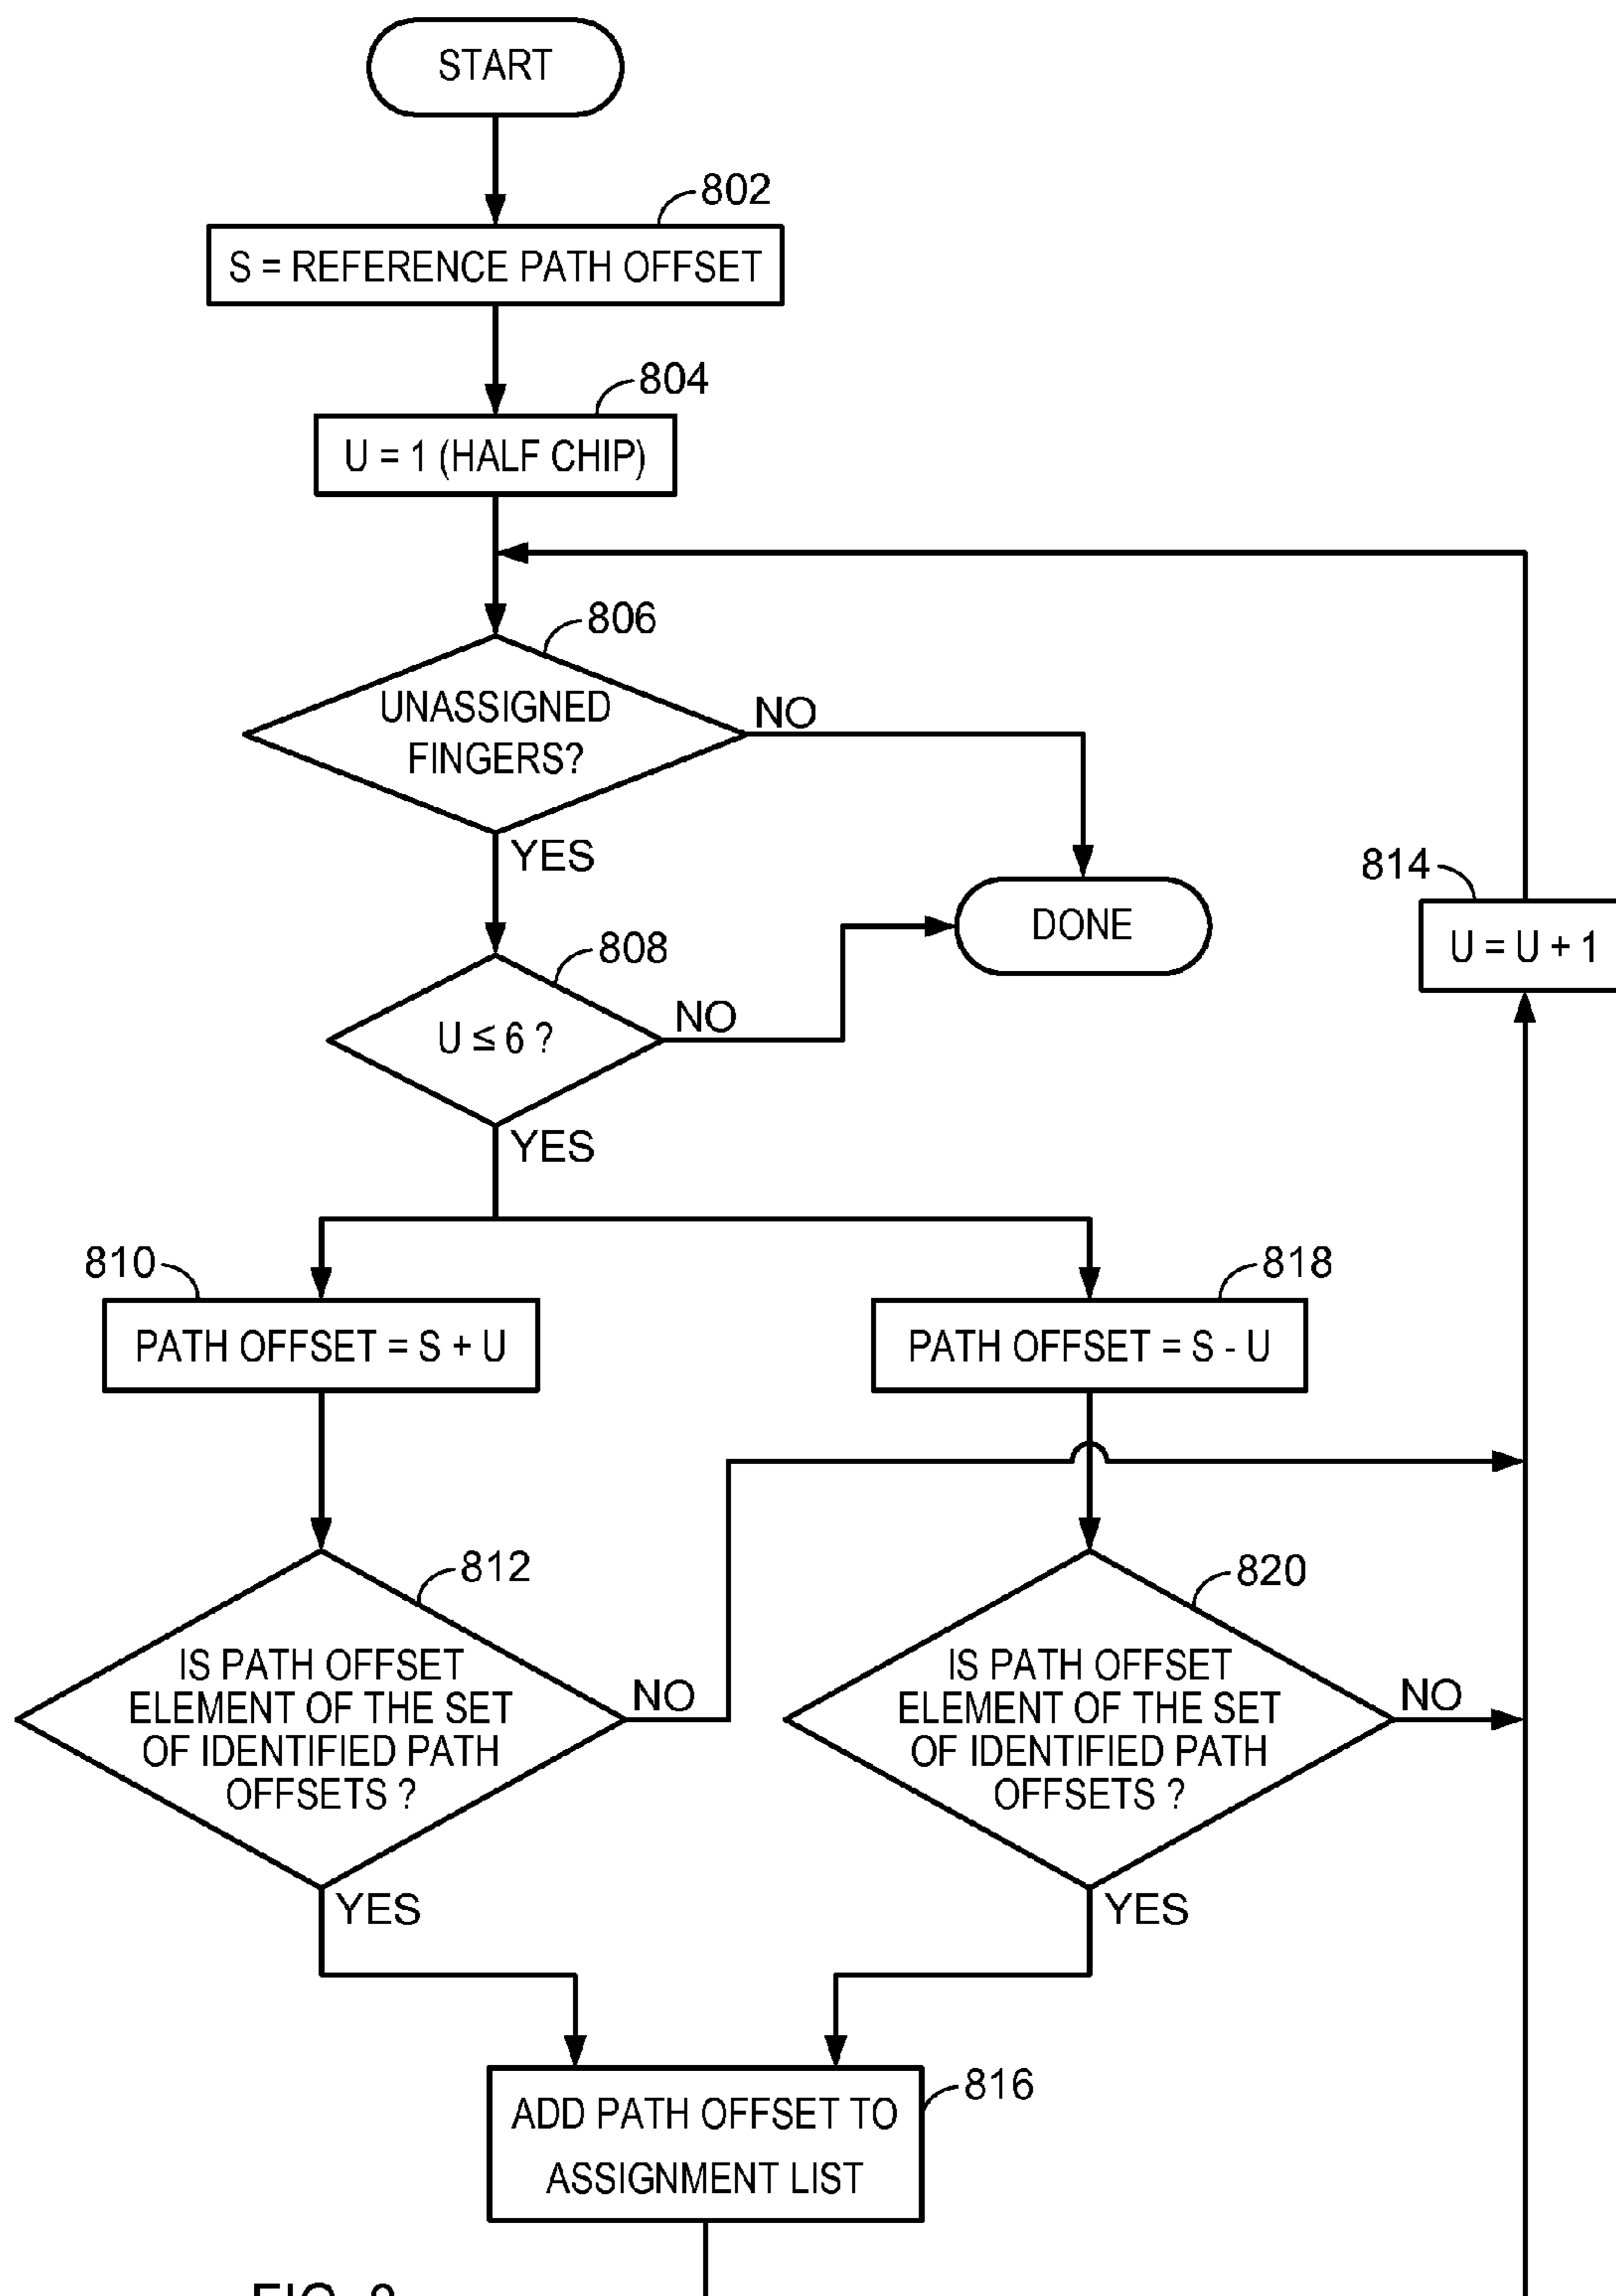 START
802
S = REFERENCE PATH OFFSET
804
U = 1 (HALF CHIP)
806
UNASSIGNED
FINGERS?
NO
YES
DONE
814
U = U + 1
808
U ≤ 6 ?
NO
YES
810
PATH OFFSET = S + U
818
PATH OFFSET = S - U
812
IS PATH OFFSET
ELEMENT OF THE SET
OF IDENTIFIED PATH
OFFSETS ?
NO
YES
820
IS PATH OFFSET
ELEMENT OF THE SET
OF IDENTIFIED PATH
OFFSETS ?
NO
YES
816
ADD PATH OFFSET TO
ASSIGNMENT LIST